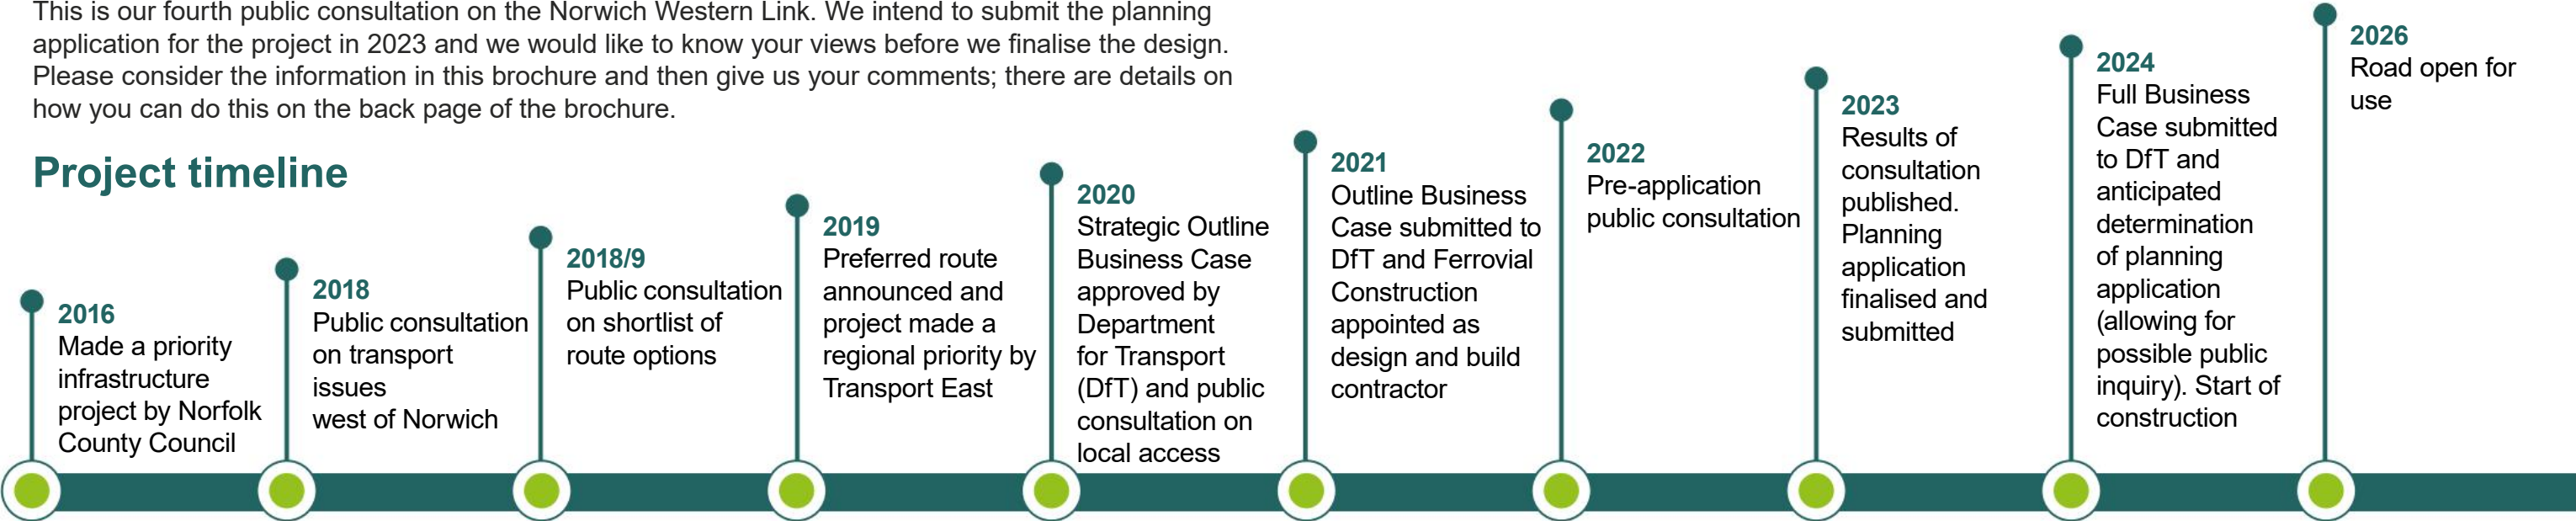 This is our fourth public consultation on the Norwich Western Link. We intend to submit the planning
application for the project in 2023 and we would like to know your views before we finalise the design.
Please consider the information in this brochure and then give us your comments; there are details on
how you can do this on the back page of the brochure.
Project timeline
2016
Made a priority
infrastructure
project by Norfolk
County Council
2018
Public consultation
on transport
issues
west of Norwich
2018/9
Public consultation
on shortlist of
route options
2019
Preferred route
announced and
project made a
regional priority by
Transport East
2020
Strategic Outline
Business Case
approved by
Department
for Transport
(DfT) and public
consultation on
local access
2021
Outline Business
Case submitted to
DfT and Ferrovial
Construction
appointed as
design and build
contractor
2022
Pre-application
public consultation
2023
Results of
consultation
published.
Planning
application
finalised and
submitted
2024
Full Business
Case submitted
to DfT and
anticipated
determination
of planning
application
(allowing for
possible public
inquiry). Start of
construction
2026
Road open for
use